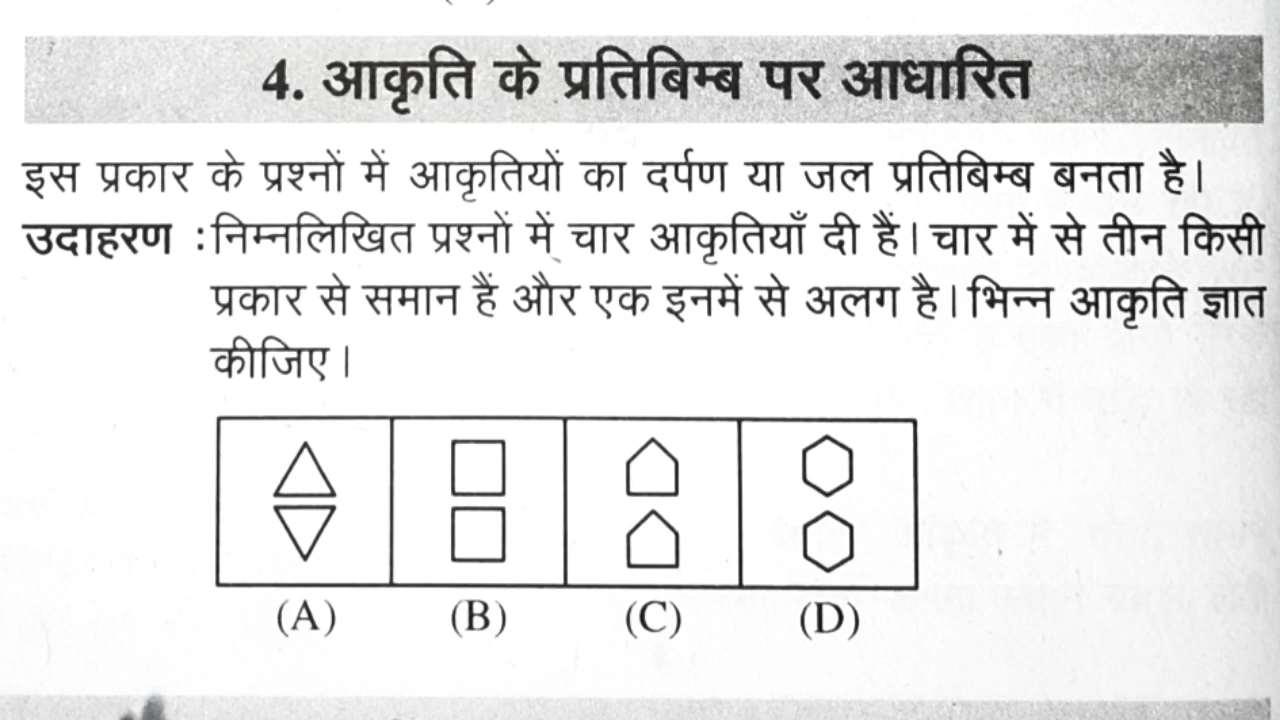 4. आकृति के प्रतिबिम्ब पर आधारित
इस प्रकार के प्रश्नों में आकृतियों का दर्पण या जल प्रतिबिम्ब बनता है।
उदाहरण : निम्नलिखित प्रश्नों में चार आकृतियाँ दी हैं। चार में से तीन किसी
प्रकार से समान हैं और एक इनमें से अलग है। भिन्न आकृति ज्ञात
कीजिए।
(A) (B) (C) (D)